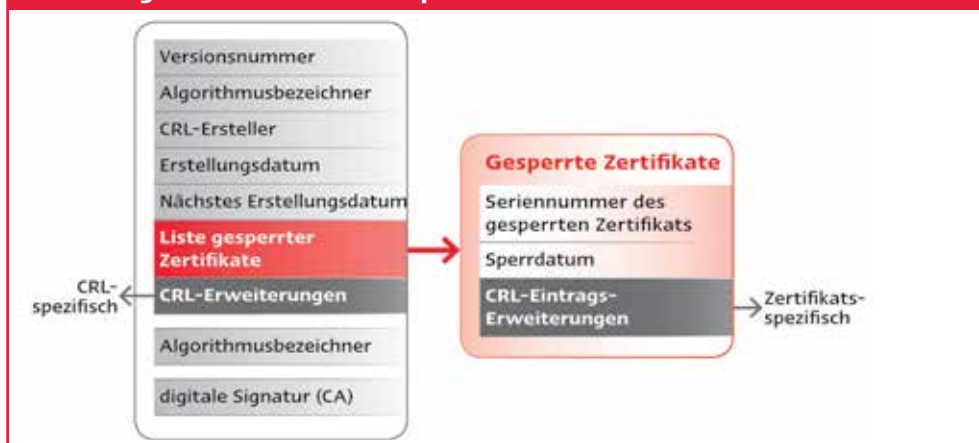 Versionsnummer
Algorithmusbezeichner
CRL-Ersteller
Erstellungsdatum
Nächstes Erstellungsdatum
Liste gesperrter
Zertifikate
CRL-Erweiterungen
CRL-
spezifisch
Algorithmusbezeichner
digitale Signatur (CA)
Gesperrte Zertifikate
Seriennummer des
gesperrten Zertifikats
Sperrdatum
CRL-Eintrags-
Erweiterungen
Zertifikats-
spezifisch